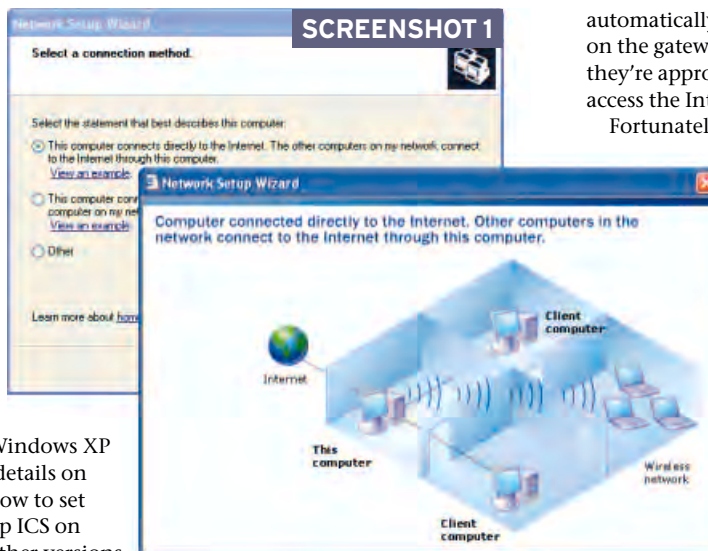 automatically
on the gatew
they're appro
access the Int
Fortunatel
SCREENSHOT 1
Network Setup Wizard
Select a connection method.
Select the statement that best describes this computer:
This computer connects directly to the Internet. The other computers on my network connect
to the Internet through this computer.
View an example.
This computer conn
computer on my net
View an example.
Other
Learn more about home
Network Setup Wizard
Computer connected directly to the Internet. Other computers in the
network connect to the Internet through this computer.
Client
computer
Internet
This
computer
Wireless
network
Client
computer
Windows XP
details on
ow to set
p ICS on
ther versions